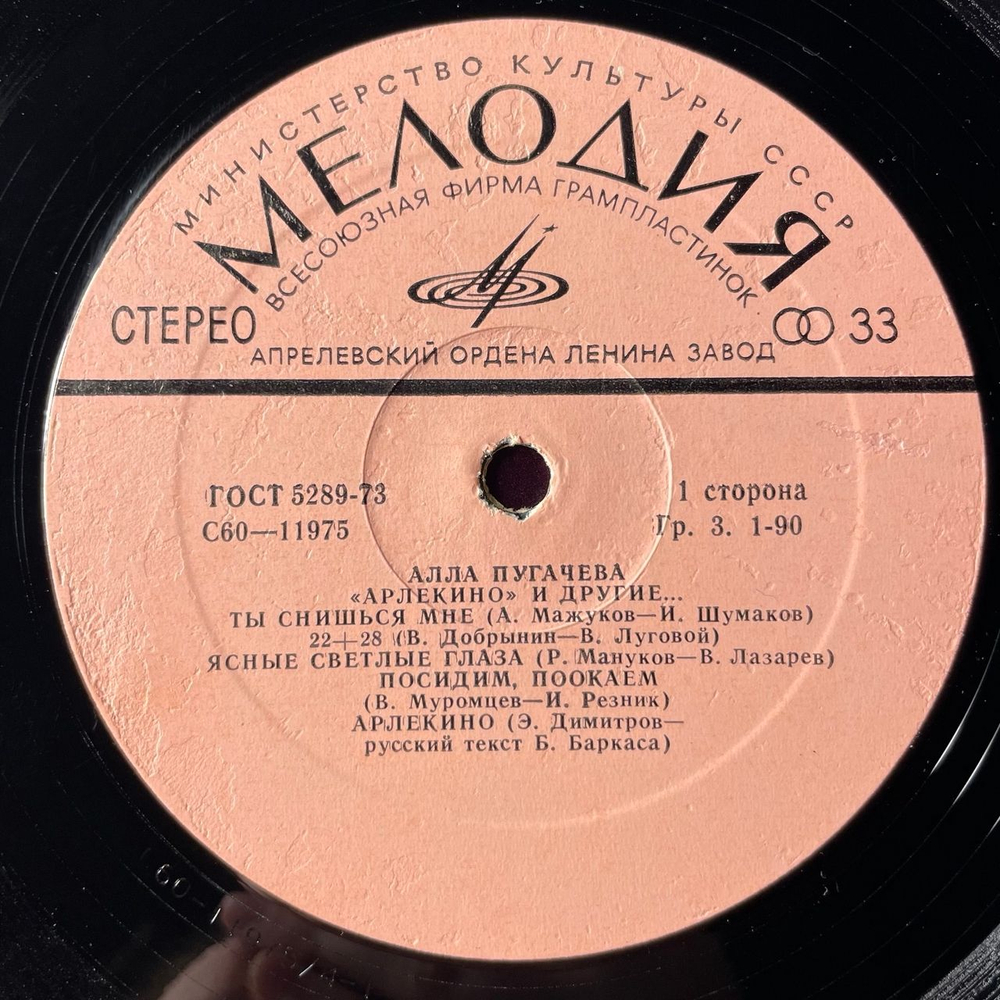 МИНИСТЕРСТВО КУЛЬТУРЫ СССР
МЕЛОДИЯ
ВСЕСОЮЗНАЯ ФИРМА ГРАМПЛАСТИНОК
СТЕРЕО
33
АПРЕЛЕВСКИЙ ОРДЕНА ЛЕНИНА ЗАВОД
ГОСТ 5289-73
1 сторона
С60—11975
Гр. 3. 1-90
АЛЛА ПУГАЧЕВА
«АРЛЕКИНО» И ДРУГИЕ...
ТЫ СНИШЬСЯ МНЕ (А. Мажуков—И. Шумаков)
22+28 (В. Добрынин—В. Луговой)
ЯСНЫЕ СВЕТЛЫЕ ГЛАЗА (Р. Мануков—В. Лазарев)
ПОСИДИМ, ПООКАЕМ
(В. Муромцев—И. Резник)
АРЛЕКИНО (Э. Димитров—
русский текст Б. Баркаса)